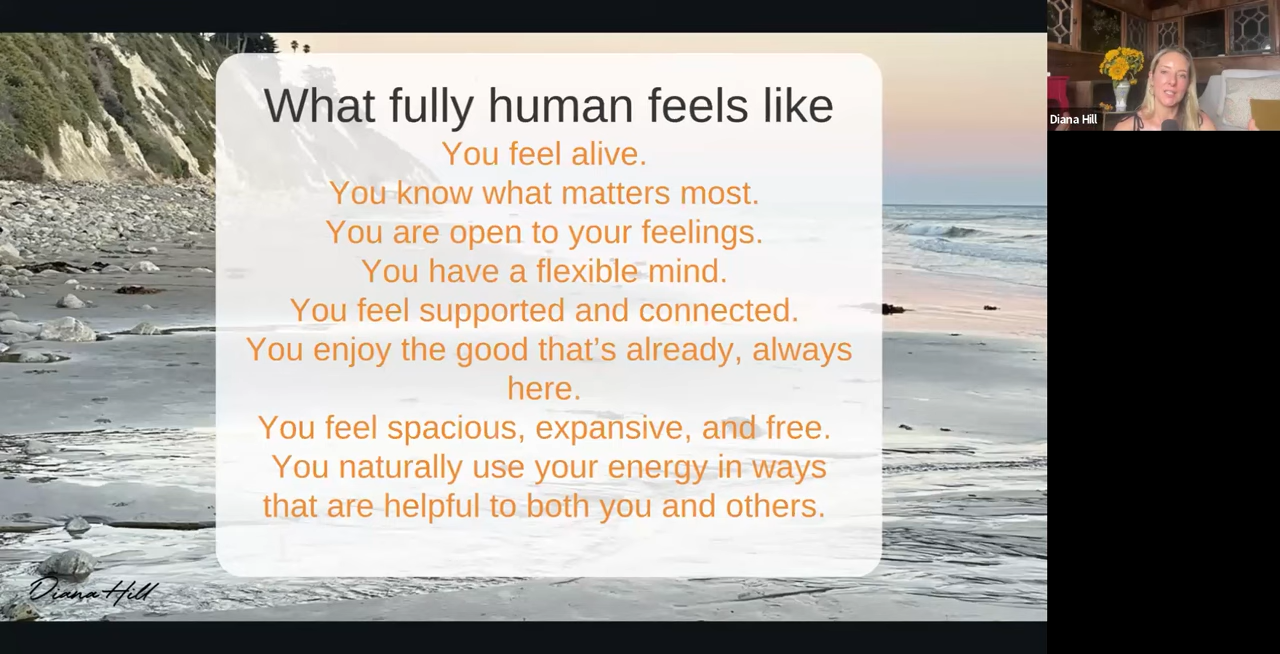 What fully human feels like
You feel alive.
You know what matters most.
You are open to your feelings.
You have a flexible mind.
You feel supported and connected.
You enjoy the good that’s already, always
here.
You feel spacious, expansive, and free.
You naturally use your energy in ways
that are helpful to both you and others.
Diana Hill
Diana Hill